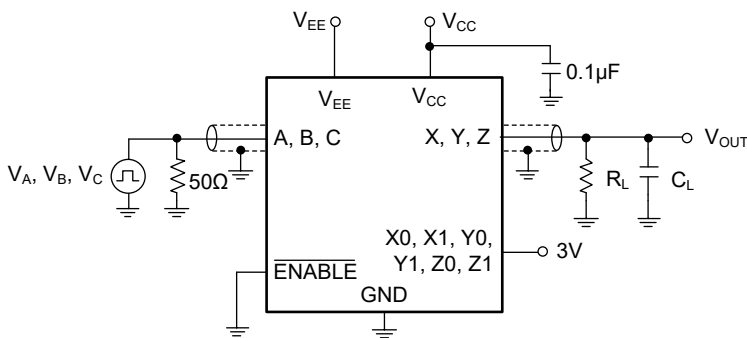 VEE
VCC
0.1µF
VEE
VCC
A, B, C
X, Y, Z
VOUT
VA, VB, VC
50Ω
RL
CL
X0, X1, Y0,
Y1, Z0, Z1
3V
ENABLE
GND